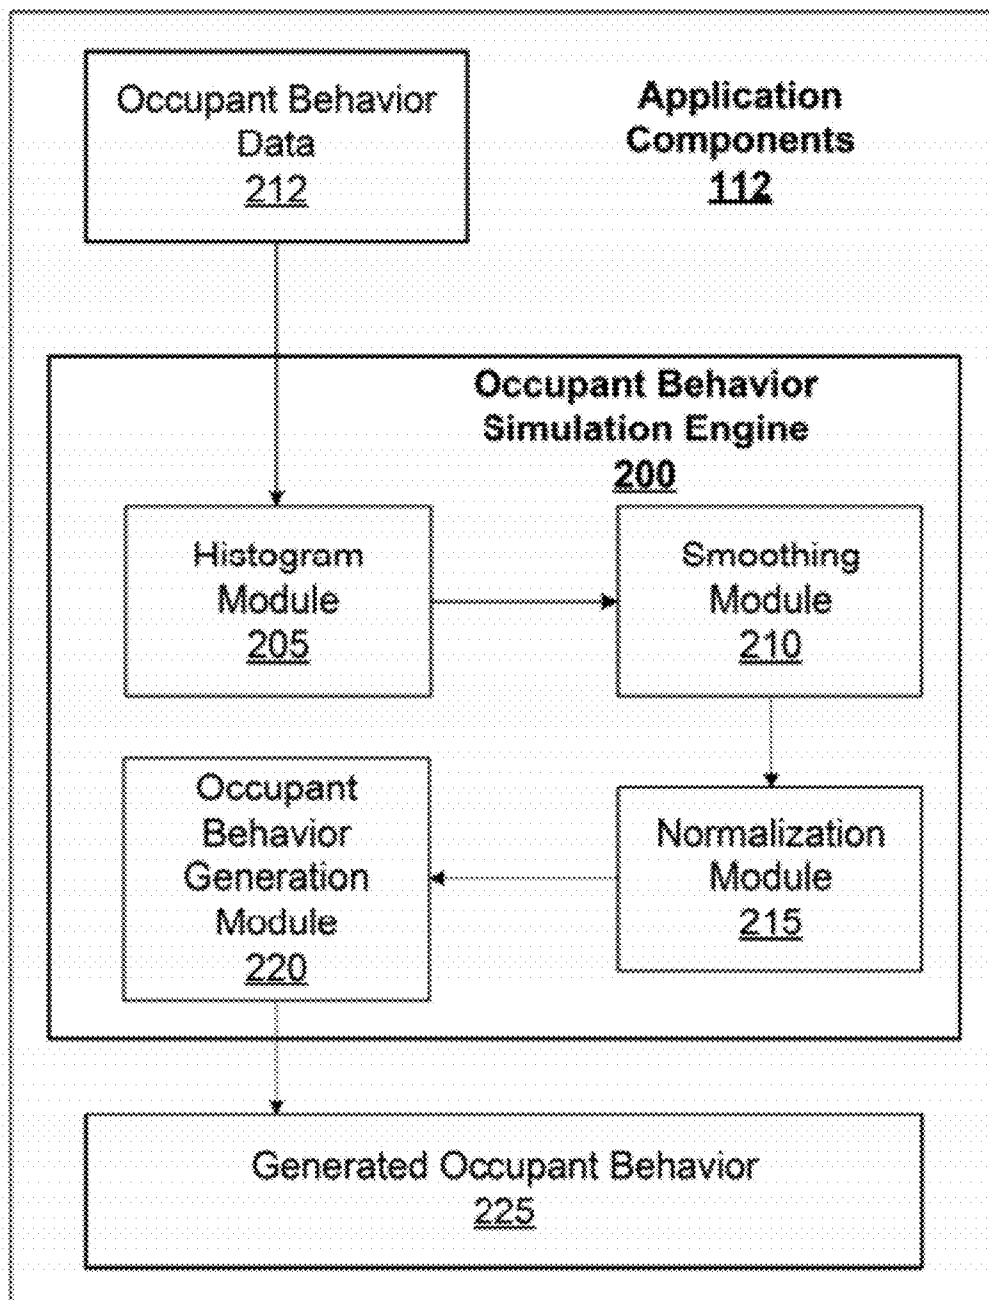 Occupant Behavior
Data
212
Application
Components
112
Occupant Behavior
Simulation Engine
200
Histogram
Module
205
Smoothing
Module
210
Occupant
Behavior
Generation
Module
220
Normalization
Module
215
Generated Occupant Behavior
225